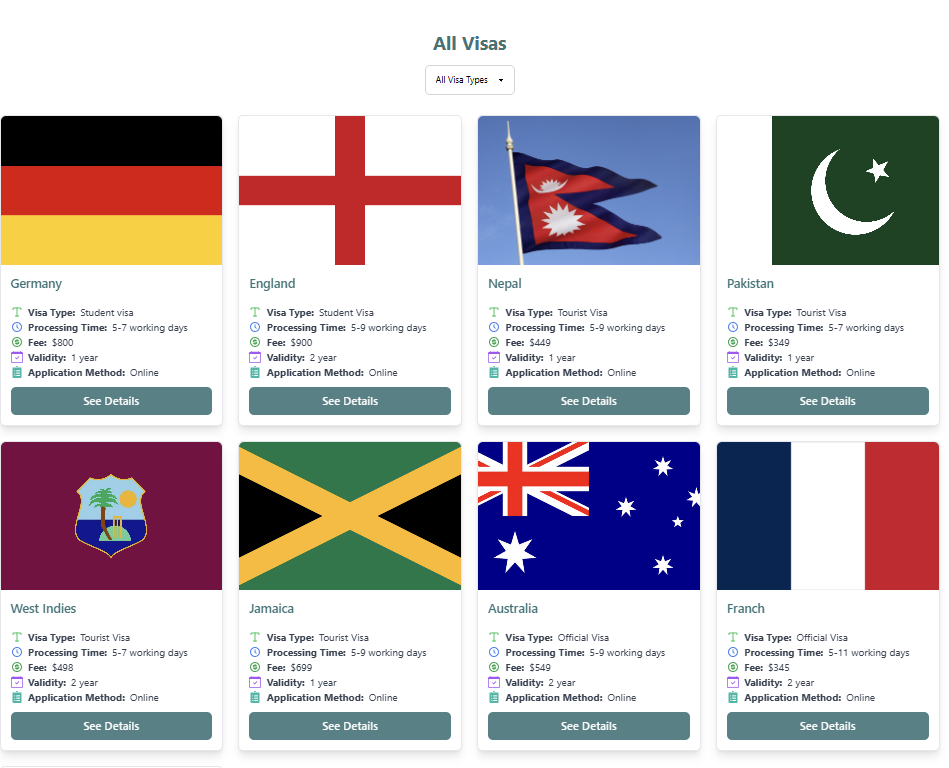 All Visas
All Visa Types
Germany
Visa Type: Student visa
Processing Time: 5-7 working days
Fee: $800
Validity: 1 year
Application Method: Online
See Details
England
Visa Type: Student Visa
Processing Time: 5-9 working days
Fee: $900
Validity: 2 year
Application Method: Online
See Details
Nepal
Visa Type: Tourist Visa
Processing Time: 5-9 working days
Fee: $449
Validity: 1 year
Application Method: Online
See Details
Pakistan
Visa Type: Tourist Visa
Processing Time: 5-7 working days
Fee: $349
Validity: 1 year
Application Method: Online
See Details
West Indies
Visa Type: Tourist Visa
Processing Time: 5-7 working days
Fee: $498
Validity: 2 year
Application Method: Online
See Details
Jamaica
Visa Type: Tourist Visa
Processing Time: 5-9 working days
Fee: $699
Validity: 1 year
Application Method: Online
See Details
Australia
Visa Type: Official Visa
Processing Time: 5-9 working days
Fee: $549
Validity: 2 year
Application Method: Online
See Details
Franch
Visa Type: Official Visa
Processing Time: 5-11 working days
Fee: $345
Validity: 2 year
Application Method: Online
See Details